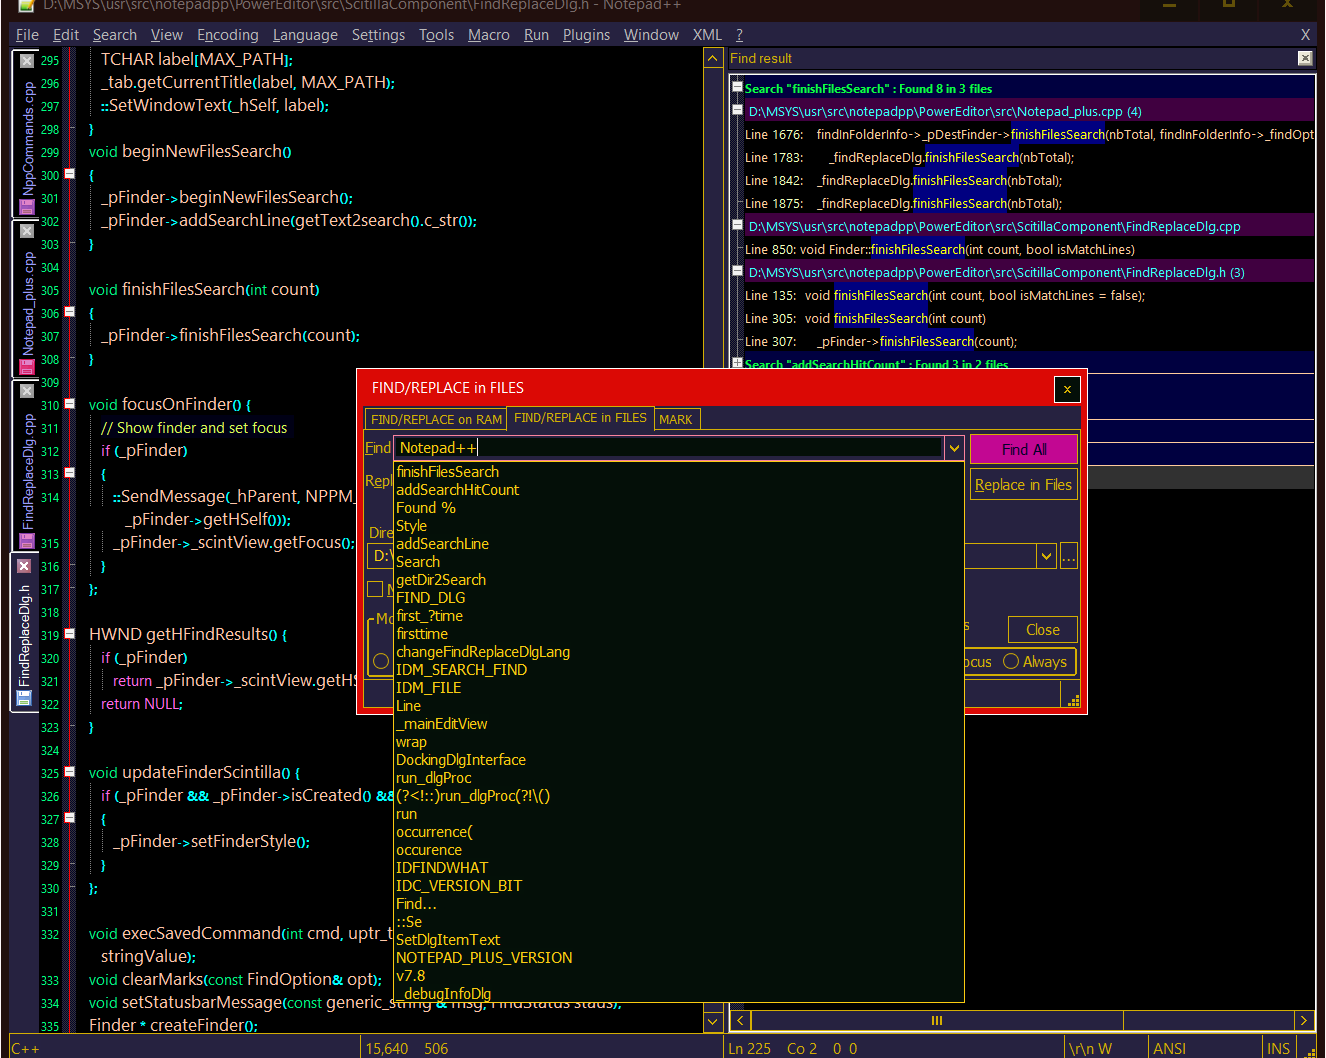 D:\MSYS\usr\src\notepadpp\PowerEditor\src\ScitillaComponent\FindReplaceDlg.h - Notepad++
File Edit Search View Encoding Language Settings Tools Macro Run Plugins Window XML ? X
NppCommands.cpp
Notepad_plus.cpp
FindReplaceDlg.cpp
FindReplaceDlg.h
295 TCHAR label[MAX_PATH];
296 _tab.getCurrentTitle(label, MAX_PATH);
297 ::SetWindowText(_hSelf, label);
298 }
299 void beginNewFilesSearch()
300 {
301 _pFinder->beginNewFilesSearch();
302 _pFinder->addSearchLine(getText2search().c_str());
303 }
304
305 void finishFilesSearch(int count)
306 {
307 _pFinder->finishFilesSearch(count);
308 }
309
310 void focusOnFinder() {
311 // Show finder and set focus
312 if (_pFinder)
313 {
314 ::SendMessage(_hParent, NPPM_
_pFinder->getHSelf()));
315 _pFinder->_scintView.getFocus();
316 }
317 };
318
319 HWND getHFindResults() {
320 if (_pFinder)
321 return _pFinder->_scintView.getHS
322 return NULL;
323 }
324
325 void updateFinderScintilla() {
326 if (_pFinder && _pFinder->isCreated() &&
327 {
328 _pFinder->setFinderStyle();
329 }
330 };
331
332 void execSavedCommand(int cmd, uptr_t
stringValue);
333 void clearMarks(const FindOption& opt);
334 void setStatusbarMessage(const generic_string & msg, FindStatus staus);
335 Finder * createFinder();
Find result
Search "finishFilesSearch" : Found 8 in 3 files
D:\MSYS\usr\src\notepadpp\PowerEditor\src\Notepad_plus.cpp (4)
Line 1676: findInFolderInfo->_pDestFinder->finishFilesSearch(nbTotal, findInFolderInfo->_findOpt
Line 1783: _findReplaceDlg.finishFilesSearch(nbTotal);
Line 1842: _findReplaceDlg.finishFilesSearch(nbTotal);
Line 1875: _findReplaceDlg.finishFilesSearch(nbTotal);
D:\MSYS\usr\src\notepadpp\PowerEditor\src\ScitillaComponent\FindReplaceDlg.cpp
Line 850: void Finder::finishFilesSearch(int count, bool isMatchLines)
D:\MSYS\usr\src\notepadpp\PowerEditor\src\ScitillaComponent\FindReplaceDlg.h (3)
Line 135: void finishFilesSearch(int count, bool isMatchLines = false);
Line 305: void finishFilesSearch(int count)
Line 307: _pFinder->finishFilesSearch(count);
Search "addSearchHitCount" : Found 3 in 2 files
FIND/REPLACE in FILES x
FIND/REPLACE on RAM FIND/REPLACE in FILES MARK
Find Notepad++ Find All
Repl Replace in Files
Dire
D:\ ...
Mo
s Close
ocus Always
finishFilesSearch
addSearchHitCount
Found %
Style
addSearchLine
Search
getDir2Search
FIND_DLG
first_?time
firsttime
changeFindReplaceDlgLang
IDM_SEARCH_FIND
IDM_FILE
Line
_mainEditView
wrap
DockingDlgInterface
run_dlgProc
(?<!::)run_dlgProc(?!\()
run
occurrence(
occurence
IDFINDWHAT
IDC_VERSION_BIT
Find...
::Se
SetDlgItemText
NOTEPAD_PLUS_VERSION
v7.8
_debugInfoDlg
C++ 15,640 506 Ln 225 Co 2 0 0 \r\n W ANSI INS